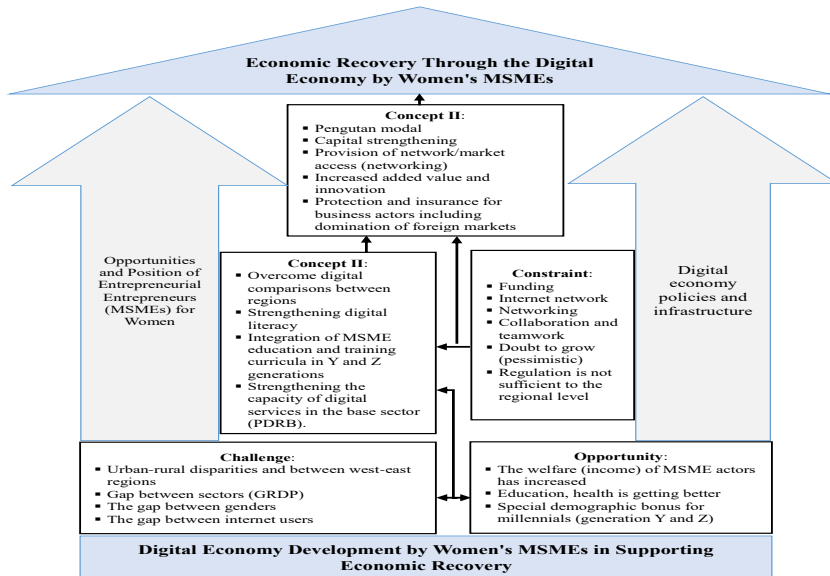 Economic Recovery Through the Digital
Economy by Women's MSMEs
Concept II:
▪ Pengutan modal
▪ Capital strengthening
▪ Provision of network/market
access (networking)
▪ Increased added value and
innovation
▪ Protection and insurance for
business actors including
domination of foreign markets
Opportunities
and Position of
Entrepreneurial
Entrepreneurs
(MSMEs) for
Women
Concept II:
▪ Overcome digital
comparisons between
regions
▪ Strengthening digital
literacy
▪ Integration of MSME
education and training
curricula in Y and Z
generations
▪ Strengthening the
capacity of digital
services in the base sector
(PDRB).
Constraint:
▪ Funding
▪ Internet network
▪ Networking
▪ Collaboration and
teamwork
▪ Doubt to grow
(pessimistic)
▪ Regulation is not
sufficient to the
regional level
Digital
economy
policies and
infrastructure
Challenge:
▪ Urban-rural disparities and between west-east
regions
▪ Gap between sectors (GRDP)
▪ The gap between genders
▪ The gap between internet users
Opportunity:
▪ The welfare (income) of MSME actors
has increased
▪ Education, health is getting better
▪ Special demographic bonus for
millennials (generation Y and Z)
Digital Economy Development by Women's MSMEs in Supporting
Economic Recovery